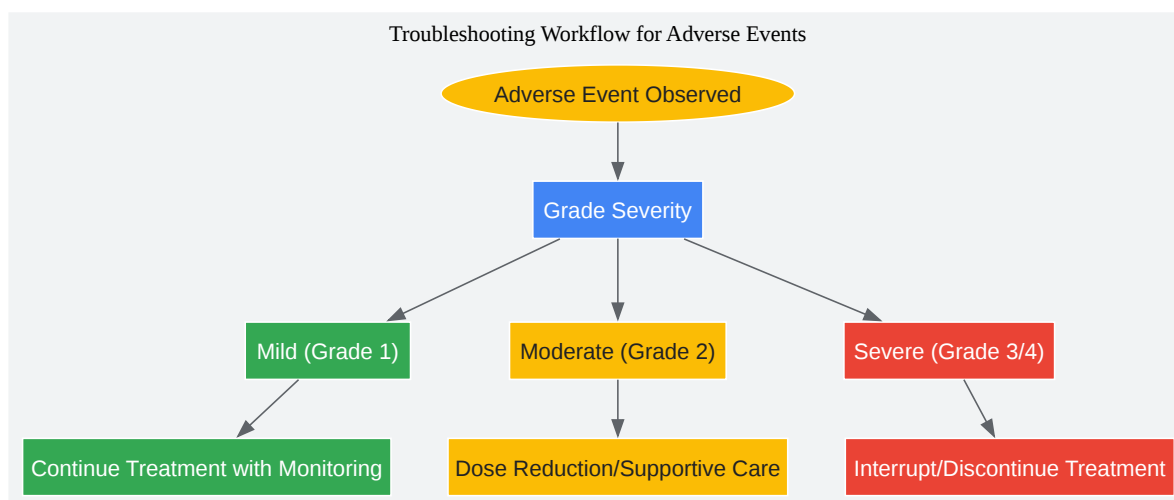 Troubleshooting Workflow for Adverse Events
Adverse Event Observed
Grade Severity
Mild (Grade 1)
Moderate (Grade 2)
Severe (Grade 3/4)
Continue Treatment with Monitoring
Dose Reduction/Supportive Care
Interrupt/Discontinue Treatment